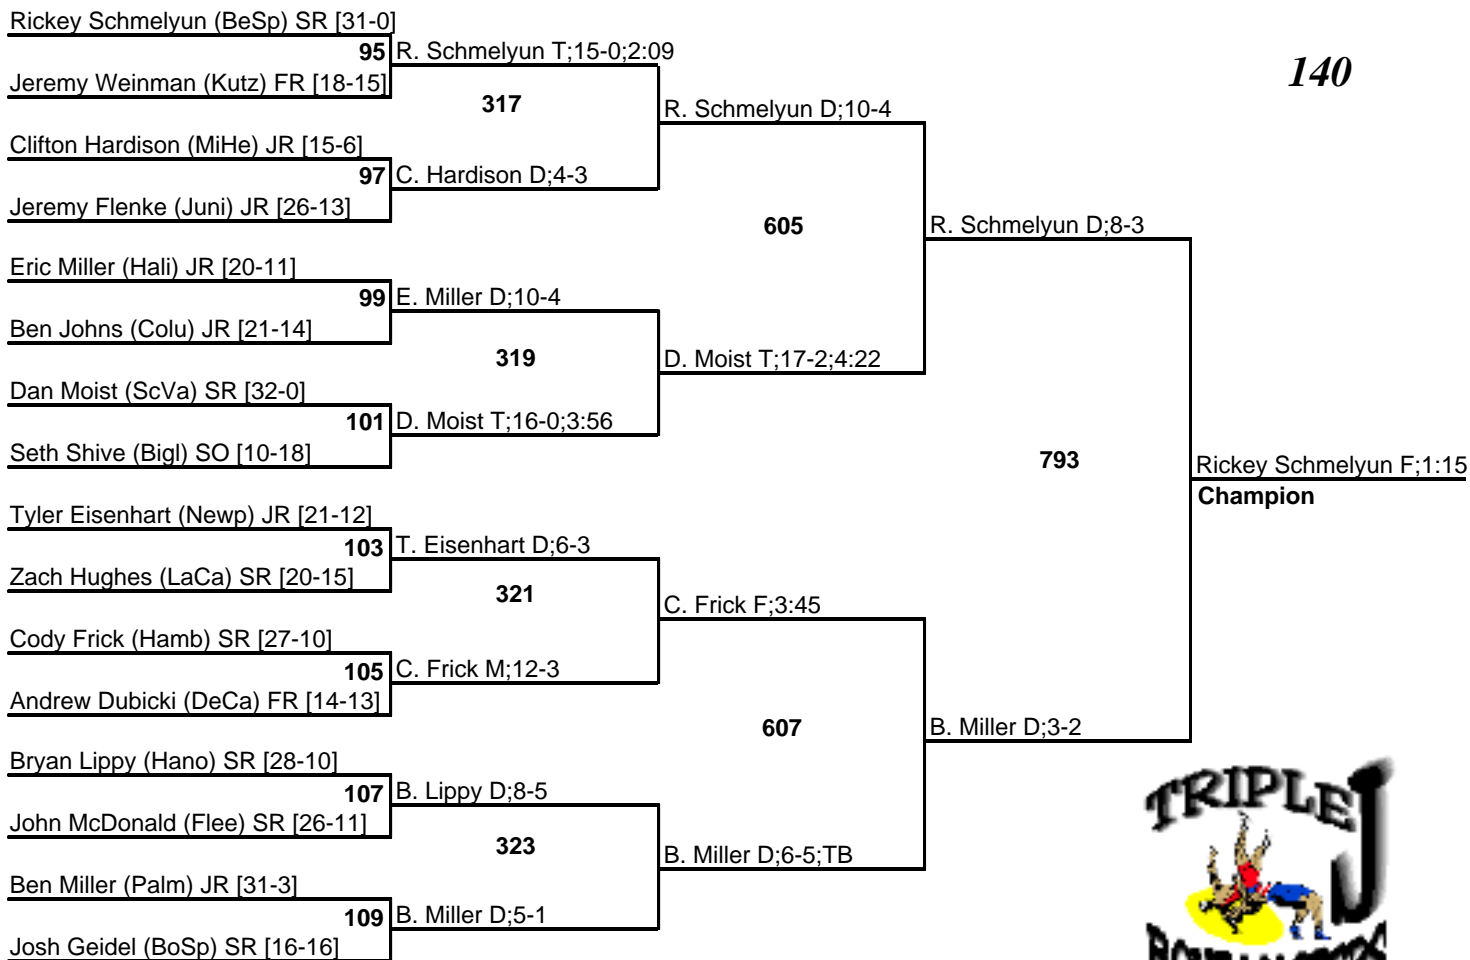 Rickey Schmelyun (BeSp) SR [31-0]
95
R. Schmelyun T;15-0;2:09
140
Jeremy Weinman (Kutz) FR [18-15]
317
R. Schmelyun D;10-4
Clifton Hardison (MiHe) JR [15-6]
97
C. Hardison D;4-3
Jeremy Flenke (Juni) JR [26-13]
605
R. Schmelyun D;8-3
Eric Miller (Hali) JR [20-11]
99
E. Miller D;10-4
Ben Johns (Colu) JR [21-14]
319
D. Moist T;17-2;4:22
Dan Moist (ScVa) SR [32-0]
101
D. Moist T;16-0;3:56
Seth Shive (Bigl) SO [10-18]
793
Rickey Schmelyun F;1:15
Champion
Tyler Eisenhart (Newp) JR [21-12]
103
T. Eisenhart D;6-3
Zach Hughes (LaCa) SR [20-15]
321
C. Frick F;3:45
Cody Frick (Hamb) SR [27-10]
105
C. Frick M;12-3
Andrew Dubicki (DeCa) FR [14-13]
607
B. Miller D;3-2
Bryan Lippy (Hano) SR [28-10]
107
B. Lippy D;8-5
John McDonald (Flee) SR [26-11]
323
B. Miller D;6-5;TB
Ben Miller (Palm) JR [31-3]
109
B. Miller D;5-1
Josh Geidel (BoSp) SR [16-16]
TRIPLE J